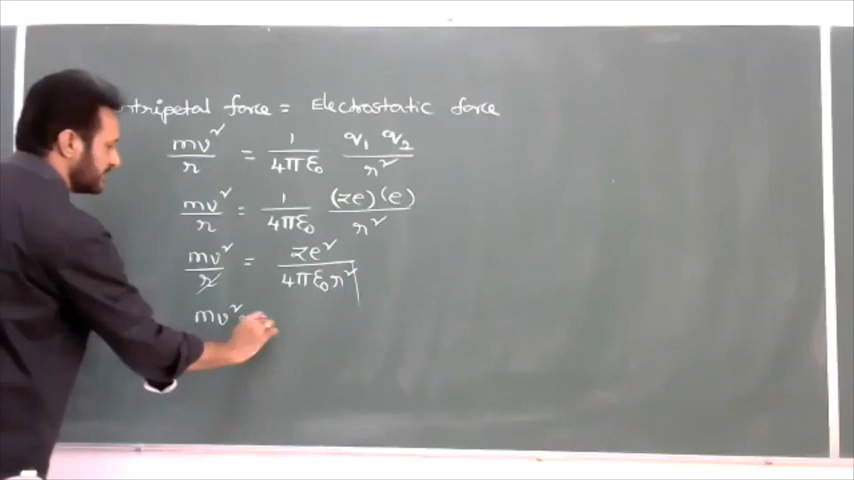 ntripetal force = Electrostatic force
mv²/r = 1/4πε₀ q₁ q₂/r²
mv²/r = 1/4πε₀ (ze)(e)/r²
mv²/r = ze²/4πε₀r²
mv² =